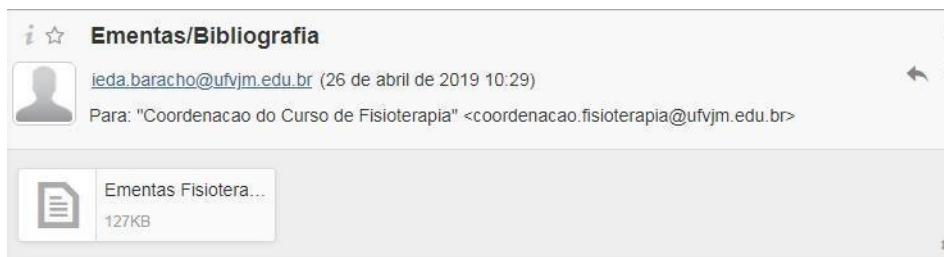 Ementas/Bibliografia
ieda.baracho@ufvjm.edu.br (26 de abril de 2019 10:29)
Para: "Coordenacao do Curso de Fisioterapia" <coordenacao.fisioterapia@ufvjm.edu.br>
Ementas Fisiotera...
127KB